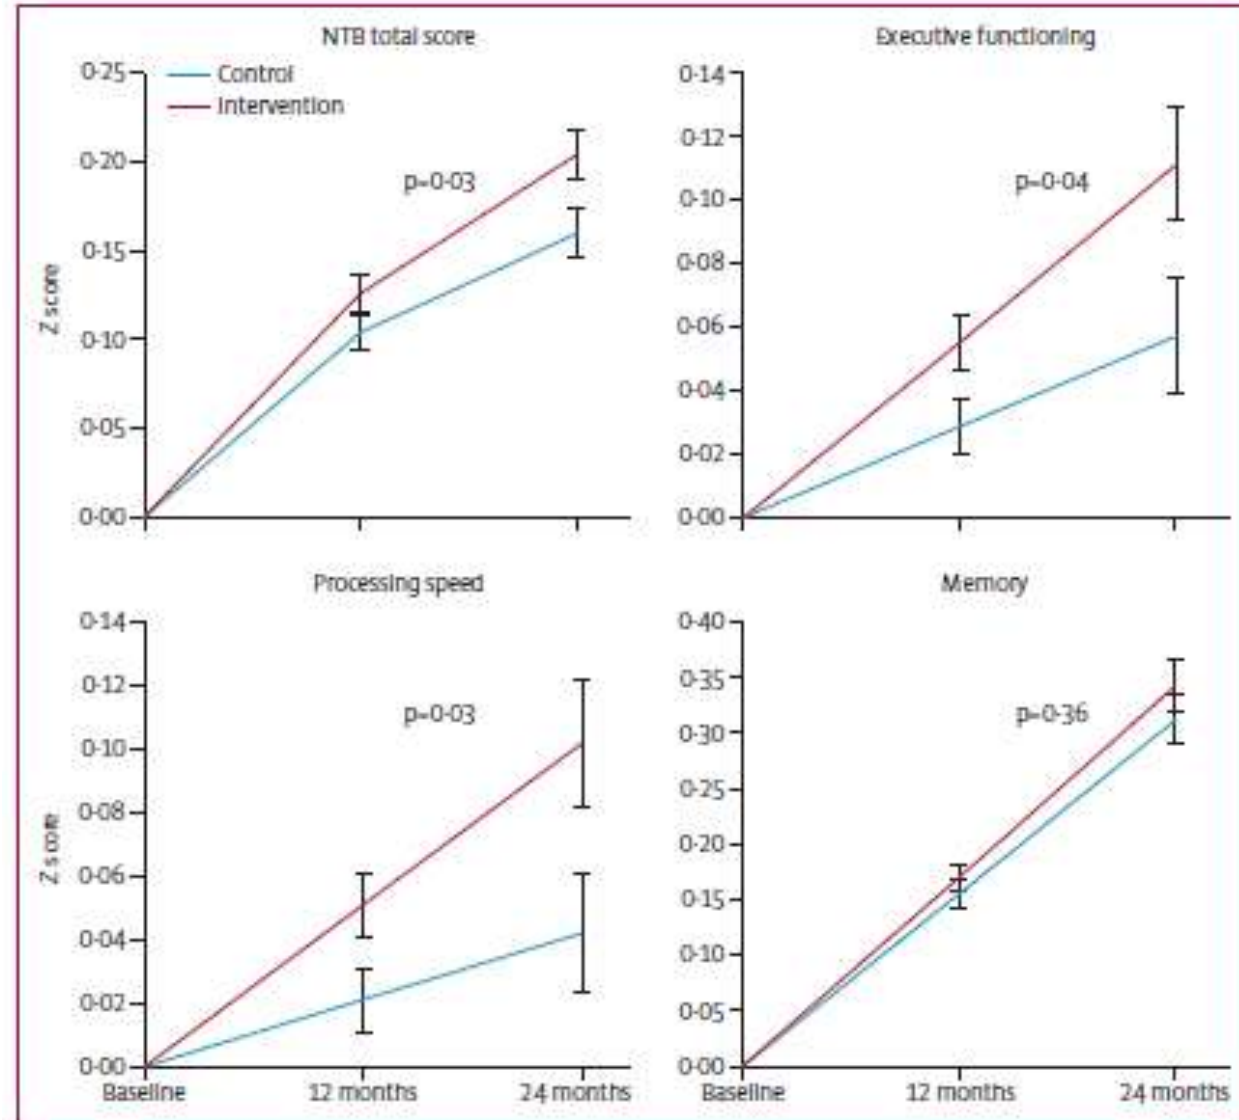 NTB total score
0·25
Control
Intervention
0·20
p=0·03
0·15
0·10
0·05
0·00
Z score
Executive functioning
0·14
0·12
p=0·04
0·10
0·08
0·06
0·04
0·02
0·00
Processing speed
0·14
0·12
p=0·03
0·10
0·08
0·06
0·04
0·02
0·00
Z score
Baseline
12 months
24 months
Memory
0·40
0·35
p=0·36
0·30
0·25
0·20
0·15
0·10
0·05
0·00
Baseline
12 months
24 months